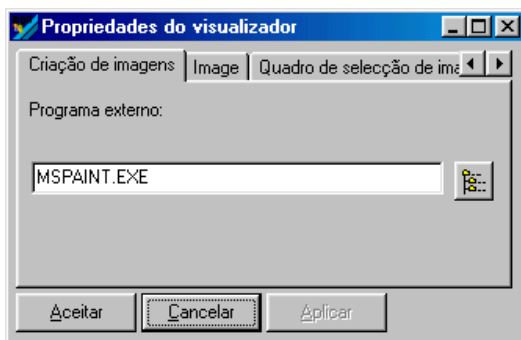 Propriedades do visualizador
Criação de imagens Image Quadro de selecção de ima
Programa externo:
MSPAINT.EXE
Aceitar Cancelar Aplicar